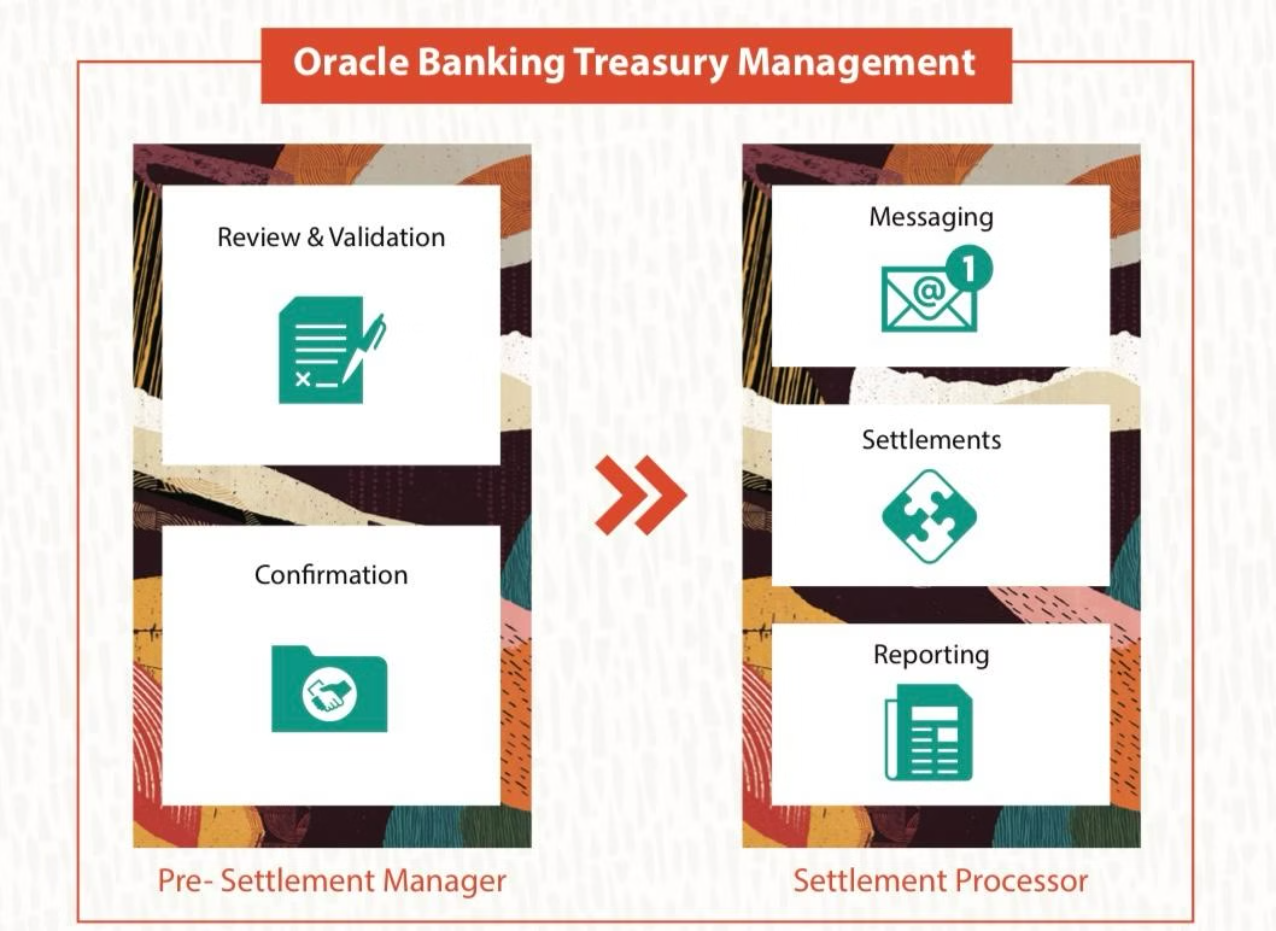 Oracle Banking Treasury Management
Review & Validation
Confirmation
Pre- Settlement Manager
Messaging
@
1
Settlements
Reporting
Settlement Processor